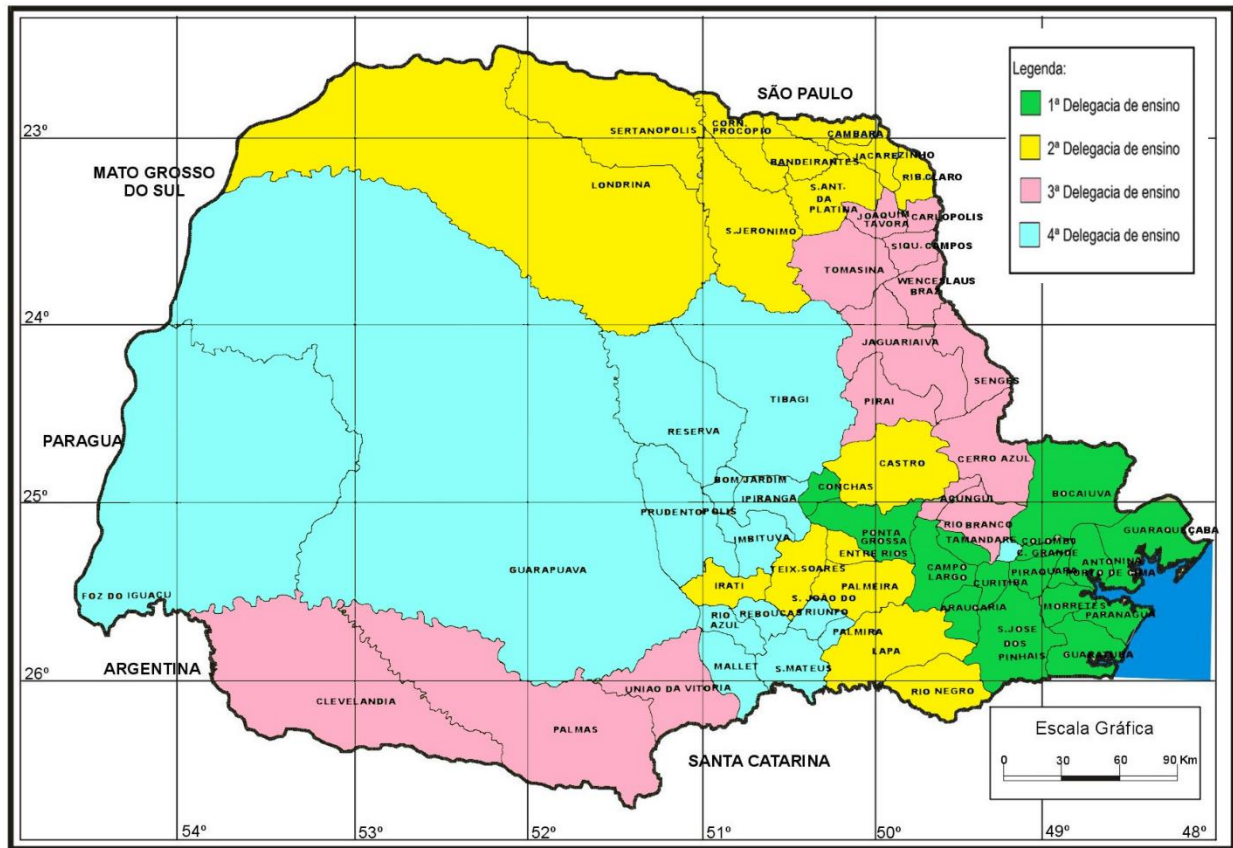 Legenda:
1ª Delegacia de ensino
2ª Delegacia de ensino
3ª Delegacia de ensino
4ª Delegacia de ensino
SÃO PAULO
MATO GROSSO
DO SUL
PARAGUA
ARGENTINA
SANTA CATARINA
23º
24º
25º
26º
SERTANOPOLIS
CORN.
PROCOPIO
CAMBARA
BANDEIRANTES
JACAREZINHO
RIB.CLARO
LONDRINA
S.ANT.
DA
PLATINA
S.JERONIMO
JOAQUIM
TAVORA
CARLOPOLIS
SIQU.CAMPOS
TOMASINA
WENCESLAUS
BRAZ
JAGUARIAIVA
SENGES
PIRAI
TIBAGI
RESERVA
CASTRO
CERRO AZUL
BOM JARDIM
CONCHAS
BOCAIUVA
IPIRANGA
AÇUNGUI
PRUDENTOPOLIS
RIO BRANCO
GUARAQUEÇABA
IMBITUVA
PONTA
GROSSA
TAMANDARE
COLOMBO
C. GRANDE
ENTRE RIOS
GUARAPUAVA
TEIX.SOARES
CAMPO
LARGO
PIRAQUARA
ANTONINA
PORTO DE CIMA
CURITIBA
IRATI
PALMEIRA
FOZ DO IGUAÇU
S. JOÃO DO
TRIUNFO
REBOUCAS
RIO
AZUL
ARAUCARIA
MORRETES
PARANAGUA
PALMIRA
S.JOSE
DOS
PINHAIS
LAPA
GUARATUBA
MALLET
S.MATEUS
UNIAO DA VITORIA
RIO NEGRO
CLEVELANDIA
PALMAS
Escala Gráfica
0 30 60 90 Km
54º 53º 52º 51º 50º 49º 48º